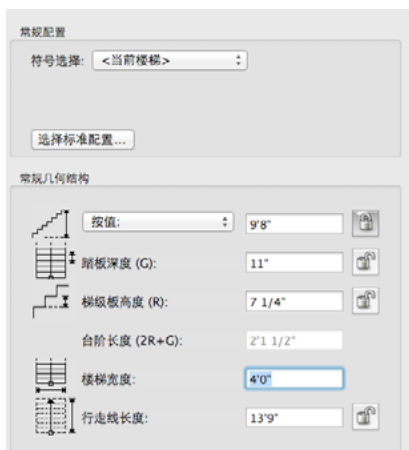 常规配置
符号选择: <当前楼梯>
选择标准配置...
常规几何结构
按值: 9'8"
踏板深度 (G): 11"
梯级板高度 (R): 7 1/4"
台阶长度 (2R+G): 2'1 1/2"
楼梯宽度: 4'0"
行走线长度: 13'9"